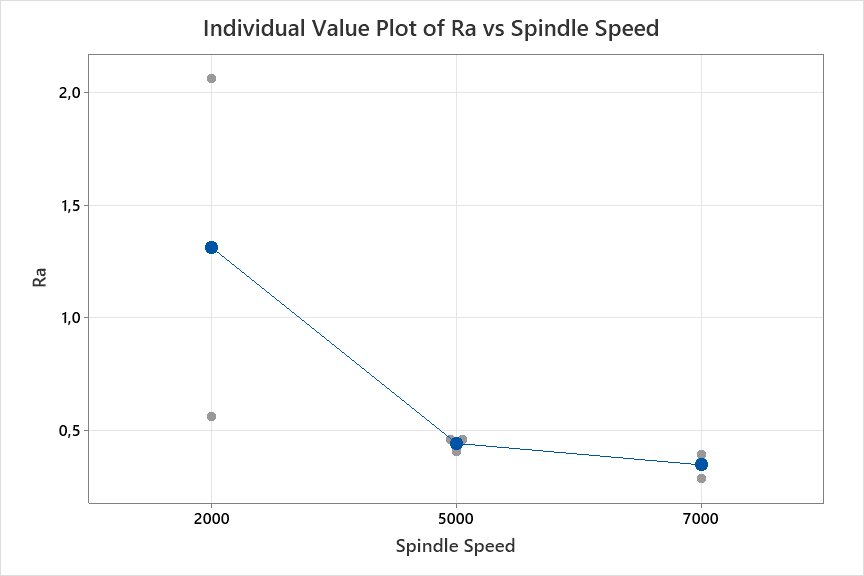 Individual Value Plot of Ra vs Spindle Speed
2,0
1,5
Ra
1,0
0,5
2000 5000 7000
Spindle Speed